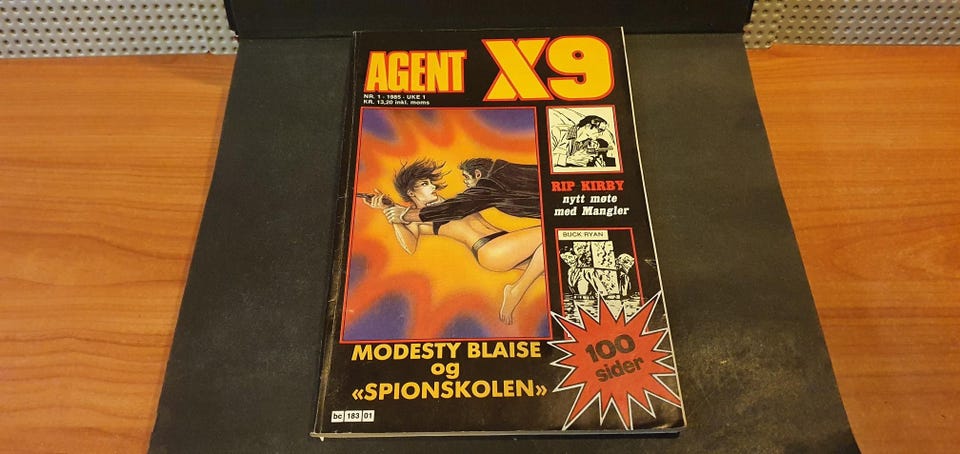 AGENT X9
NR. 1 - 1985 - UKE 1
KR. 13,20 inkl. moms
RIP KIRBY
nytt møte
med Mangler
BUCK RYAN
100
sider
MODESTY BLAISE
og
«SPIONSKOLEN»
bc 183 01